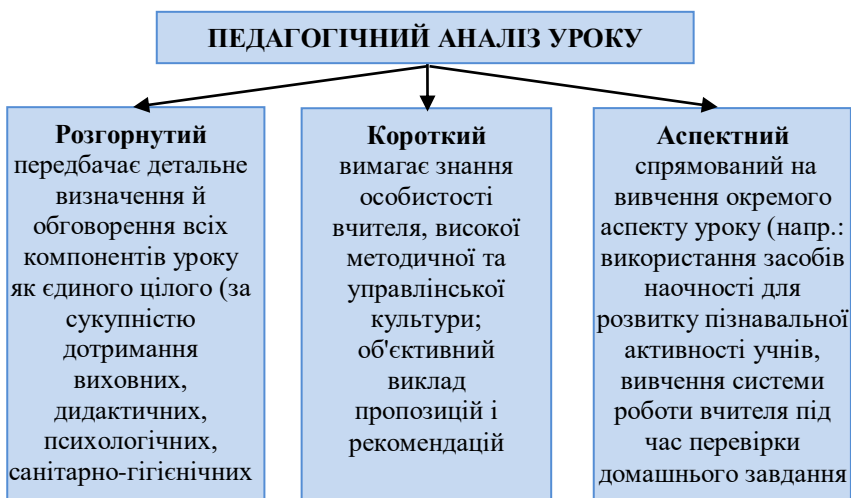 ПЕДАГОГІЧНИЙ АНАЛІЗ УРОКУ
Розгорнутий
передбачає детальне
визначення й
обговорення всіх
компонентів уроку
як єдиного цілого (за
сукупністю
дотримання
виховних,
дидактичних,
психологічних,
санітарно-гігієнічних
Короткий
вимагає знання
особистості
вчителя, високої
методичної та
управлінської
культури;
об'єктивний
виклад
пропозицій і
рекомендацій
Аспектний
спрямований на
вивчення окремого
аспекту уроку (напр.:
використання засобів
наочності для
розвитку пізнавальної
активності учнів,
вивчення системи
роботи вчителя під
час перевірки
домашнього завдання